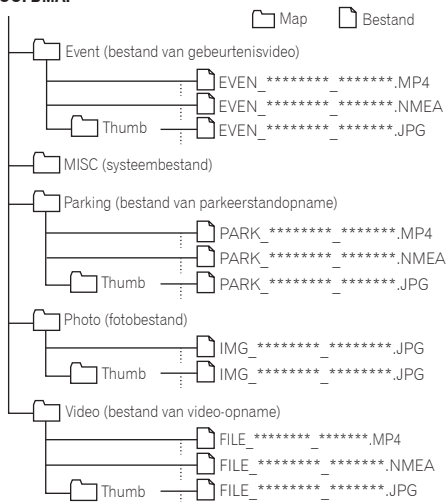 Map Bestand
Event (bestand van gebeurtenisvideo)
EVEN_********_*******.MP4
EVEN_********_*******.NMEA
Thumb EVEN_********_*******.JPG
MISC (systeembestand)
Parking (bestand van parkeerstandopname)
PARK_********_*******.MP4
PARK_********_*******.NMEA
Thumb PARK_********_*******.JPG
Photo (fotobestand)
IMG_********_********.JPG
Thumb IMG_********_********.JPG
Video (bestand van video-opname)
FILE_********_*******.MP4
FILE_********_*******.NMEA
Thumb FILE_********_*******.JPG